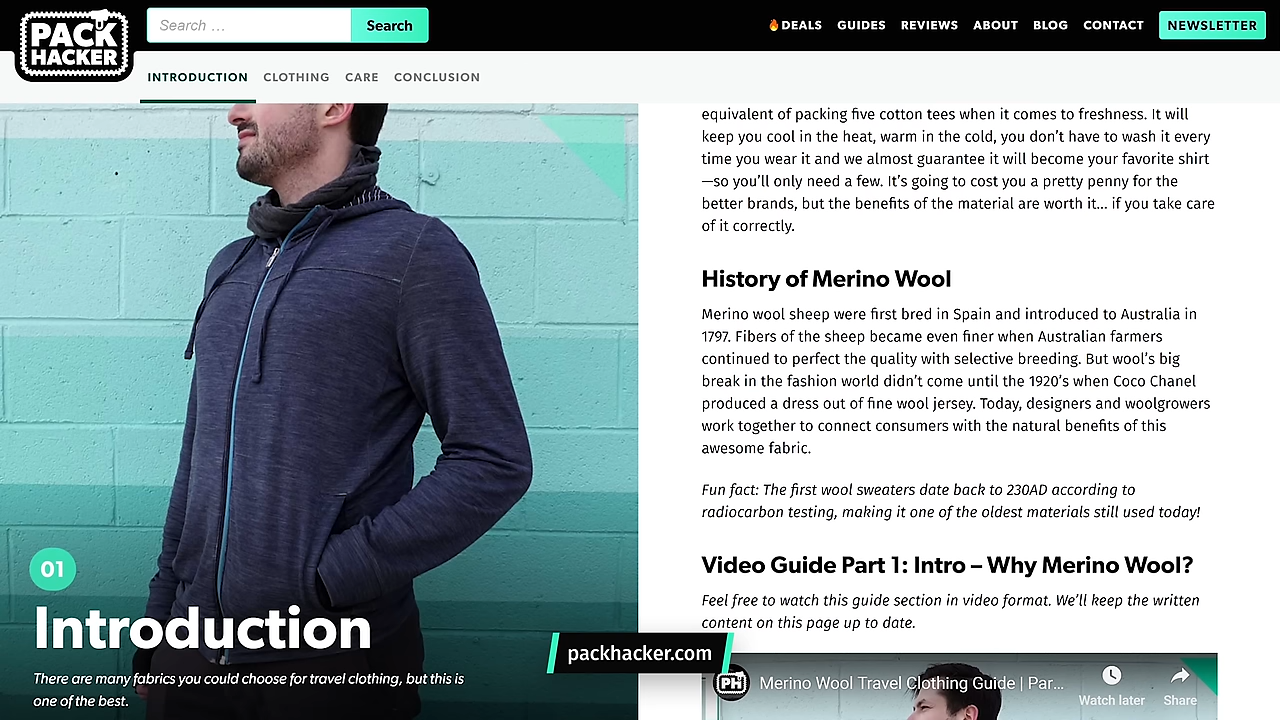 PACK
HACKER
Search ...
Search
DEALS
GUIDES
REVIEWS
ABOUT
BLOG
CONTACT
NEWSLETTER
INTRODUCTION
CLOTHING
CARE
CONCLUSION
01
Introduction
There are many fabrics you could choose for travel clothing, but this is
one of the best.
equivalent of packing five cotton tees when it comes to freshness. It will
keep you cool in the heat, warm in the cold, you don’t have to wash it every
time you wear it and we almost guarantee it will become your favorite shirt
—so you’ll only need a few. It’s going to cost you a pretty penny for the
better brands, but the benefits of the material are worth it… if you take care
of it correctly.
History of Merino Wool
Merino wool sheep were first bred in Spain and introduced to Australia in
1797. Fibers of the sheep became even finer when Australian farmers
continued to perfect the quality with selective breeding. But wool’s big
break in the fashion world didn’t come until the 1920’s when Coco Chanel
produced a dress out of fine wool jersey. Today, designers and woolgrowers
work together to connect consumers with the natural benefits of this
awesome fabric.
Fun fact: The first wool sweaters date back to 230AD according to
radiocarbon testing, making it one of the oldest materials still used today!
Video Guide Part 1: Intro – Why Merino Wool?
Feel free to watch this guide section in video format. We’ll keep the written
content on this page up to date.
packhacker.com
PH
Merino Wool Travel Clothing Guide | Par...
Watch later
Share